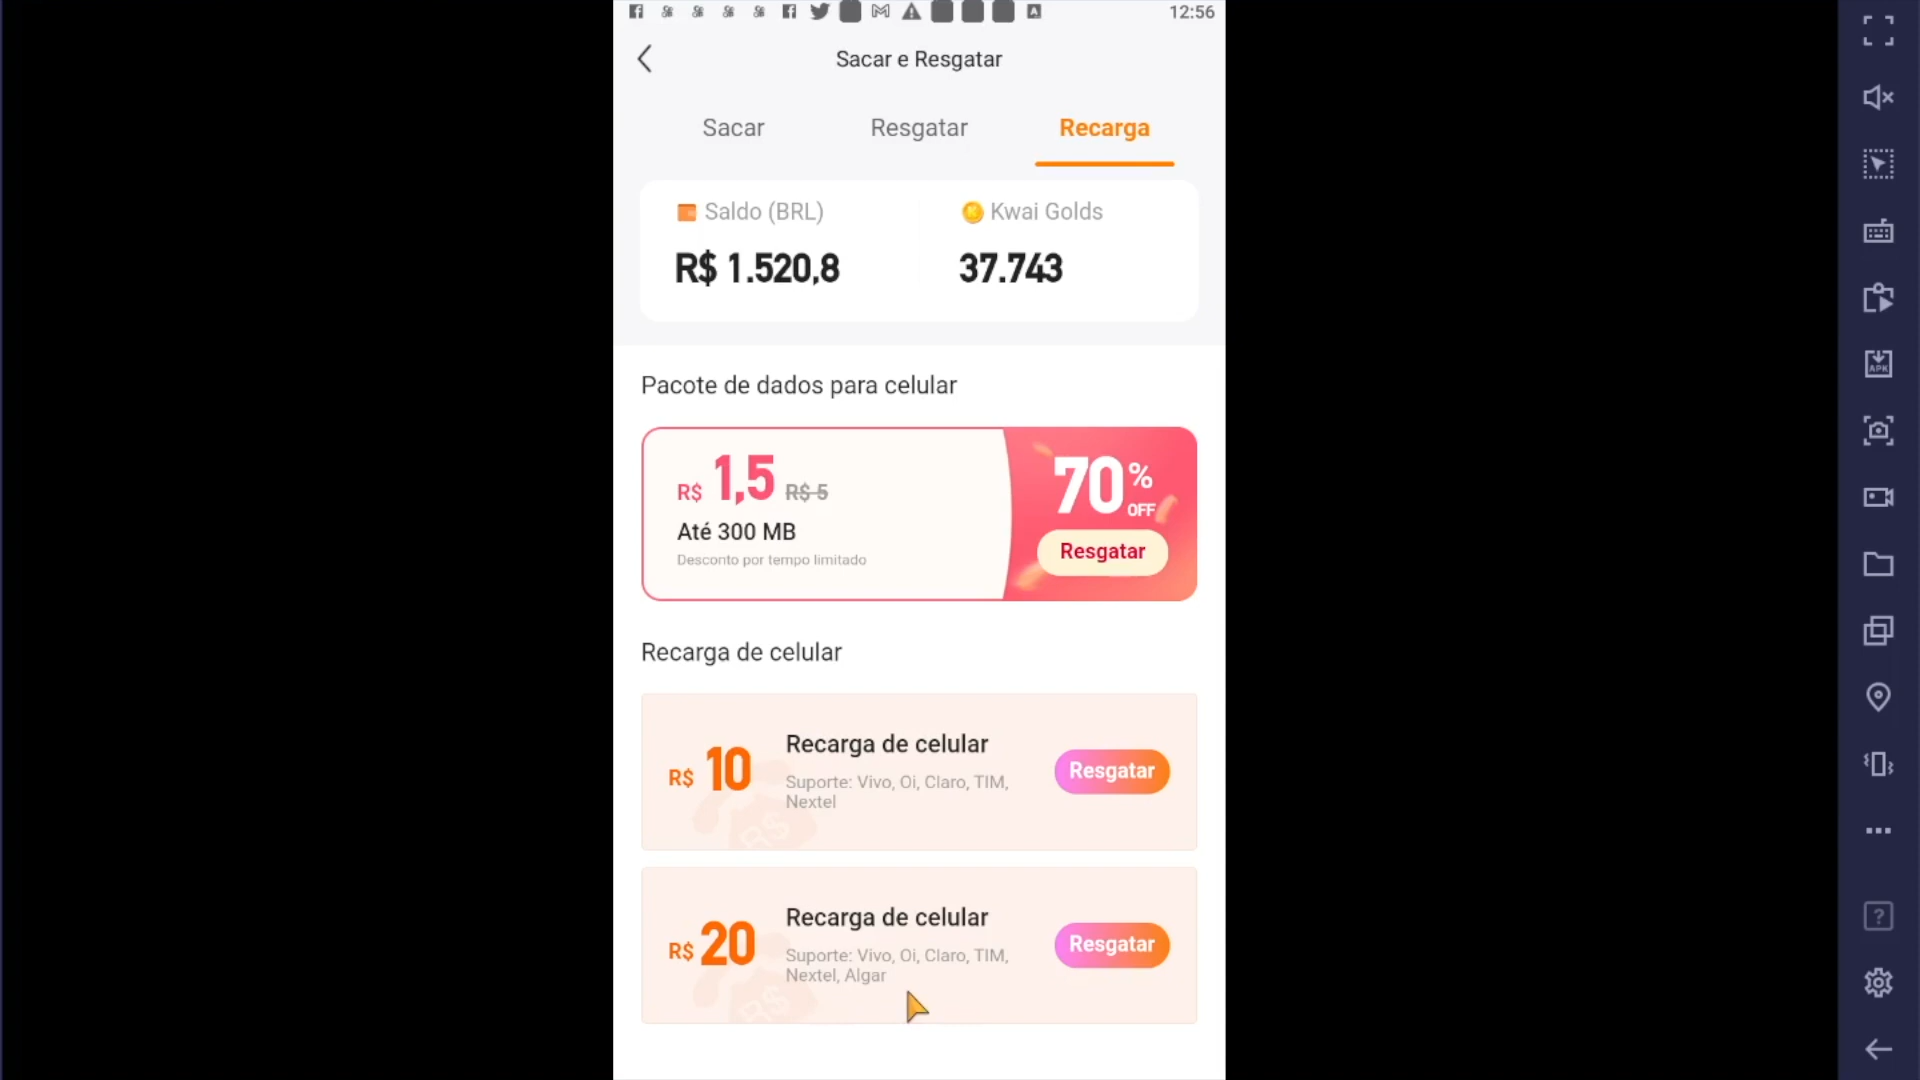 12:56
Sacar e Resgatar
Sacar Resgatar Recarga
Saldo (BRL) Kwai Golds
R$ 1.520,8 37.743
Pacote de dados para celular
R$ 1,5 R$ 5
Até 300 MB
Desconto por tempo limitado
70% OFF
Resgatar
Recarga de celular
R$ 10
Recarga de celular
Suporte: Vivo, Oi, Claro, TIM,
Nextel
Resgatar
R$ 20
Recarga de celular
Suporte: Vivo, Oi, Claro, TIM,
Nextel, Algar
Resgatar
APK